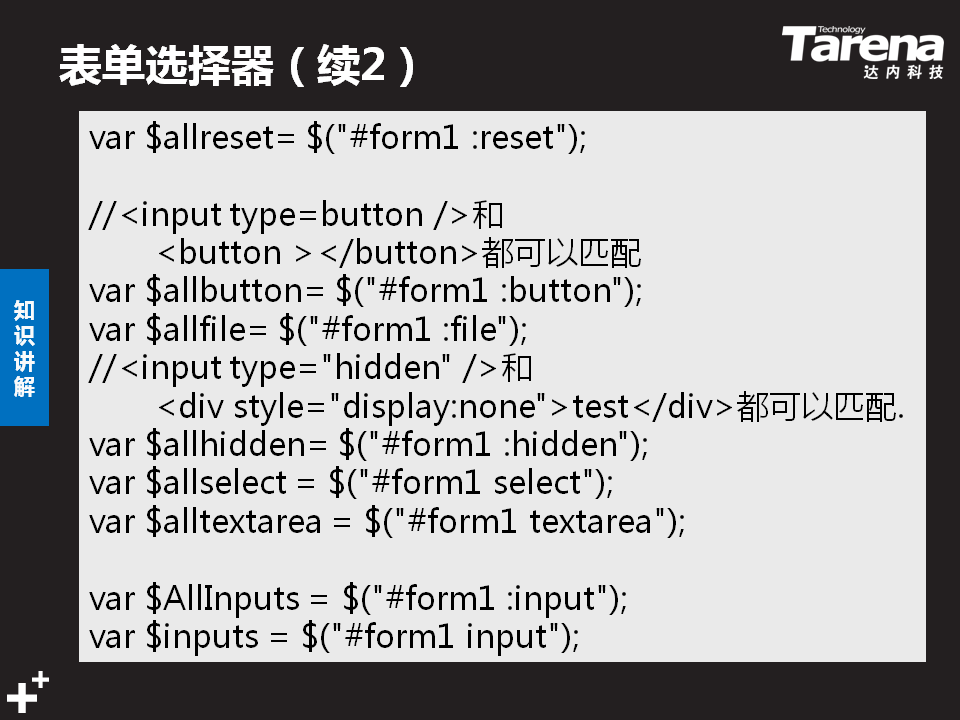 表单选择器（续2）
Technology
Tarena
达内科技
var $allreset= $("#form1 :reset");
//<input type=button />和
<button ></button>都可以匹配
var $allbutton= $("#form1 :button");
var $allfile= $("#form1 :file");
//<input type="hidden" />和
<div style="display:none">test</div>都可以匹配.
var $allhidden= $("#form1 :hidden");
var $allselect = $("#form1 select");
var $alltextarea = $("#form1 textarea");
var $AllInputs = $("#form1 :input");
var $inputs = $("#form1 input");
知识讲解